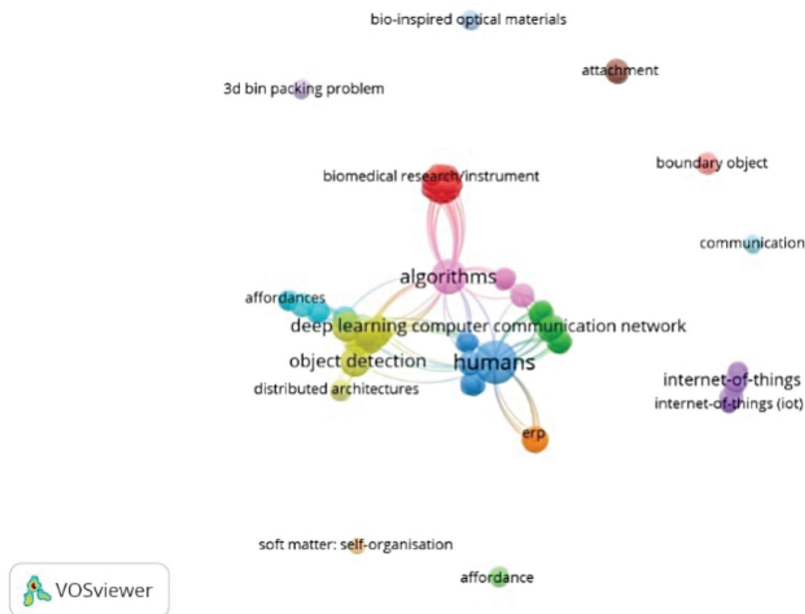 bio-inspired optical materials
attachment
3d bin packing problem
boundary object
biomedical research/instrument
communication
algorithms
affordances
deep learning computer communication network
object detection humans
distributed architectures
internet-of-things
internet-of-things (iot)
erp
soft matter: self-organisation
affordance
VOSviewer